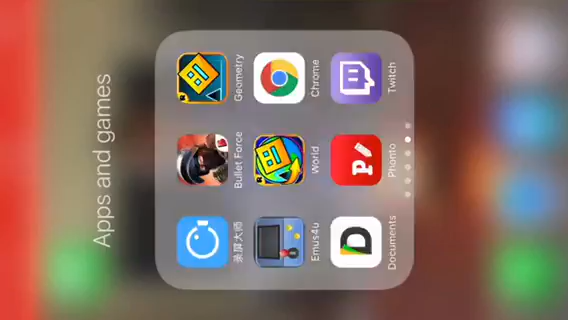 Apps and games
录屏大师 Bullet Force Geometry
Emus4u World Chrome
Documents Phonto Twitch